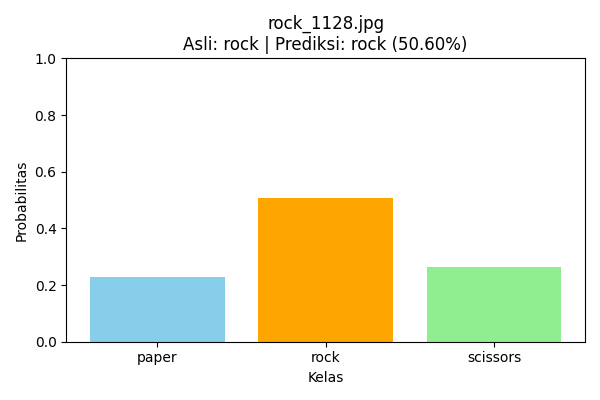 rock_1128.jpg
Asli: rock | Prediksi: rock (50.60%)
1.0
0.8
0.6
0.4
0.2
0.0
Probabilitas
paper rock scissors
Kelas